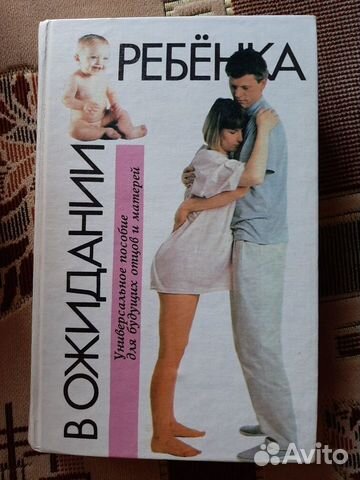 В ОЖИДАНИИ
РЕБЁНКА
Универсальное пособие
для будущих отцов и матерей
Avito